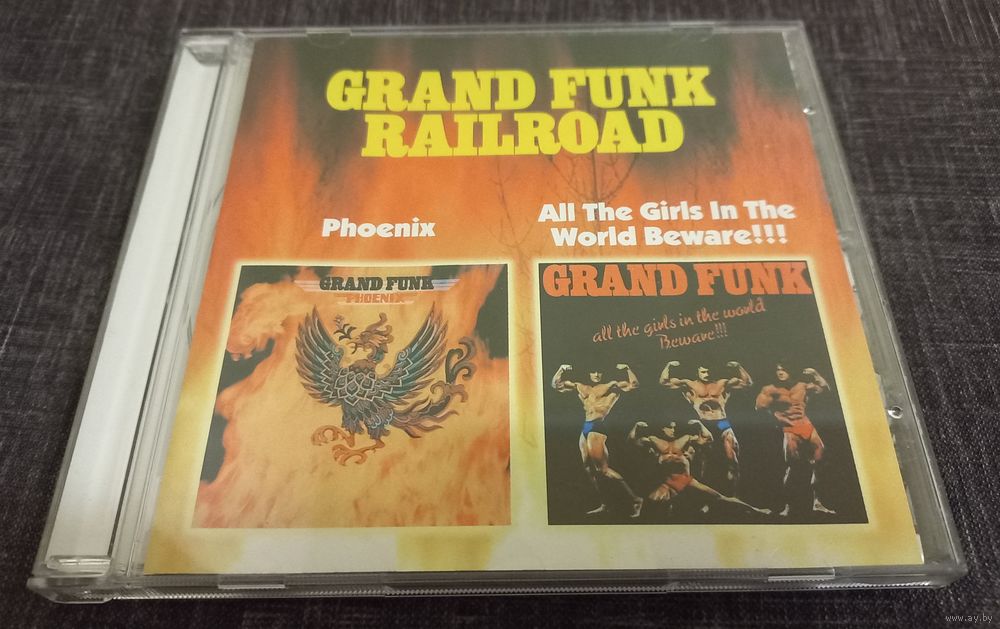 GRAND FUNK
RAILROAD
Phoenix
All The Girls In The
World Beware!!!
GRAND FUNK
PHOENIX
GRAND FUNK
all the girls in the world
Beware!!!
www.ay.by